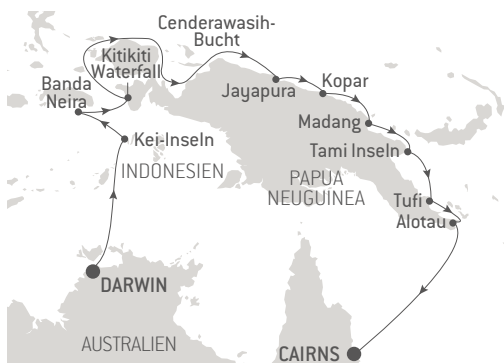 Cenderawasih-
Bucht
Kitikiti
Waterfall
Banda
Neira
Jayapura
Kopar
Madang
Kei-Inseln
Tami Inseln
INDONESIEN
PAPUA
NEUGUINEA
Tufi
Alotau
DARWIN
AUSTRALIEN
CAIRNS